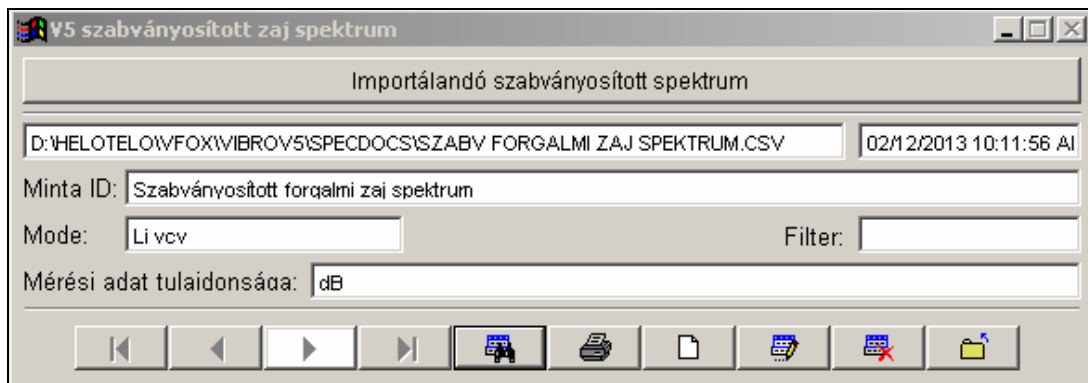 V5 szabványosított zaj spektrum
Importálandó szabványosított spektrum
D:\HELOTELO\VFOX\VIBROV5\SPECDOCS\SZABV FORGALMI ZAJ SPEKTRUM.CSV 02/12/2013 10:11:56 AI
Minta ID: Szabványosított forgalmi zaj spektrum
Mode: Li vcv Filter:
Mérési adat tulajdonsága: dB